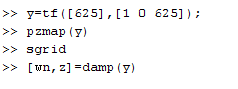 >> y=tf([625],[1 0 625]);
>> pzmap(y)
>> sgrid
>> [wn,z]=damp(y)